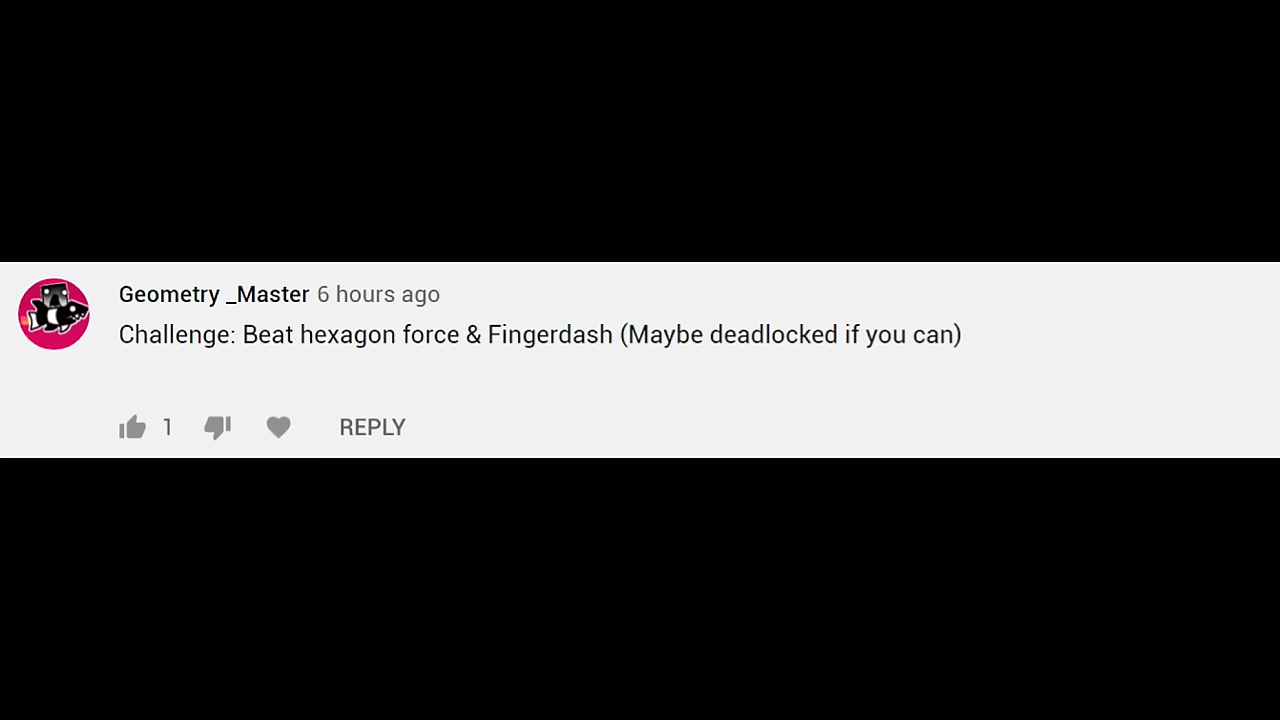 Geometry _Master 6 hours ago
Challenge: Beat hexagon force & Fingerdash (Maybe deadlocked if you can)
1 REPLY